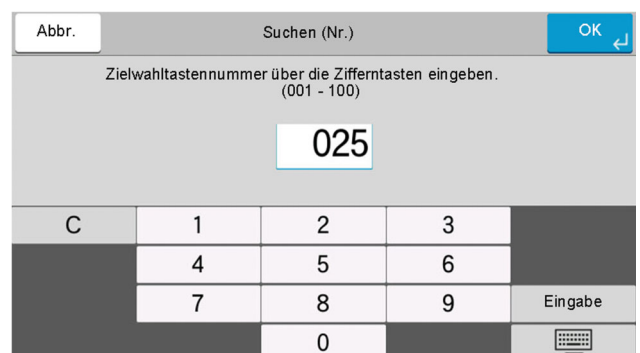 Abbr.
Suchen (Nr.)
OK
Zielwahltastennummer über die Zifferntasten eingeben.
(001 - 100)
025
C 1 2 3
4 5 6
7 8 9 Eingabe
0